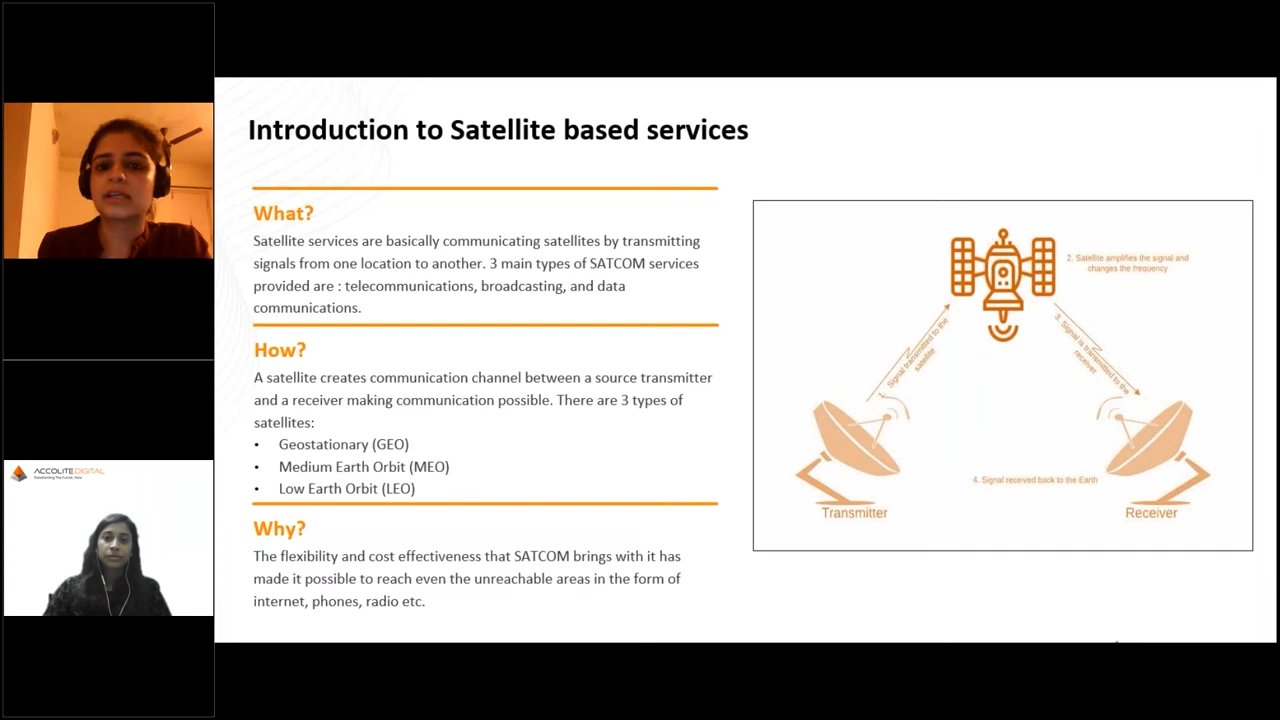 Introduction to Satellite based services
What?
Satellite services are basically communicating satellites by transmitting
signals from one location to another. 3 main types of SATCOM services
provided are : telecommunications, broadcasting, and data
communications.
How?
A satellite creates communication channel between a source transmitter
and a receiver making communication possible. There are 3 types of
satellites:
• Geostationary (GEO)
• Medium Earth Orbit (MEO)
• Low Earth Orbit (LEO)
Why?
The flexibility and cost effectiveness that SATCOM brings with it has
made it possible to reach even the unreachable areas in the form of
internet, phones, radio etc.
2. Satellite amplifies the signal and
changes the frequency
1. Signal transmitted to the
satellite
3. Signal is transmitted to the
receiver
4. Signal received back to the Earth
Transmitter
Receiver
ACCOLITE DIGITAL
Transforming The Future, Now